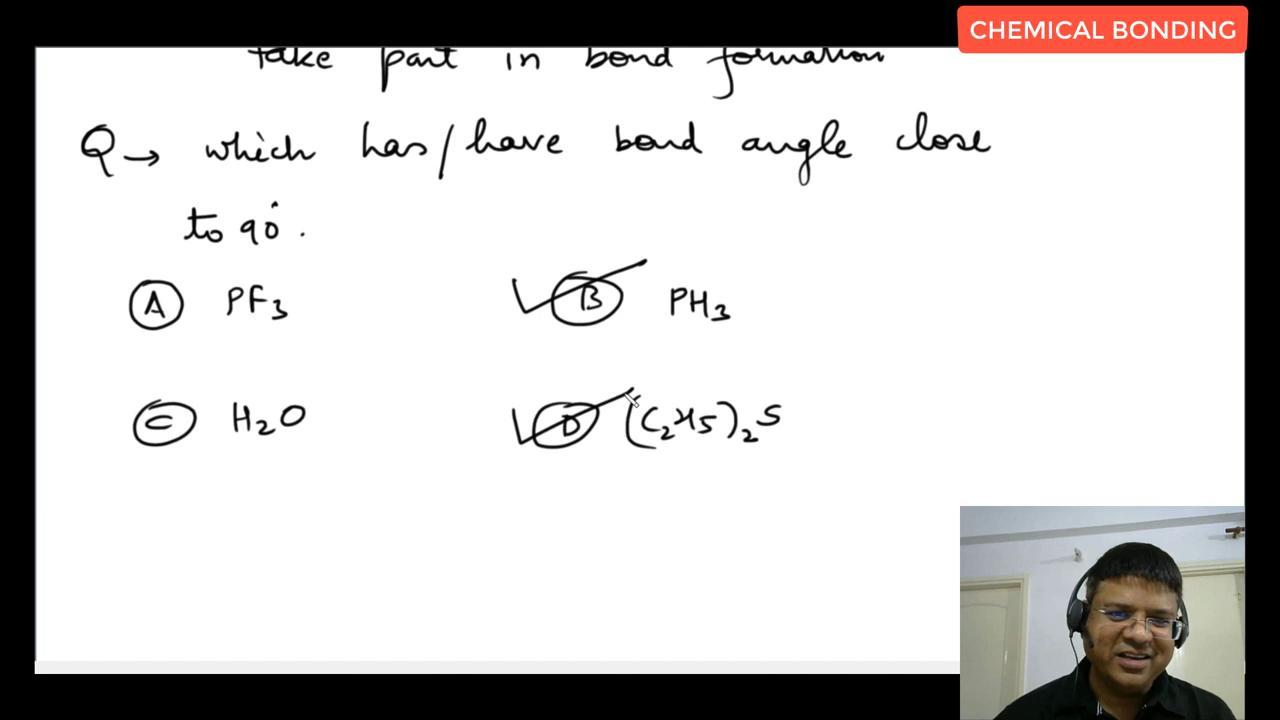 CHEMICAL BONDING
take part in bond formation
Q → which has/have bond angle close
to 90°.
A PF₃ B PH₃
C H₂O D (C₂H₅)₂S